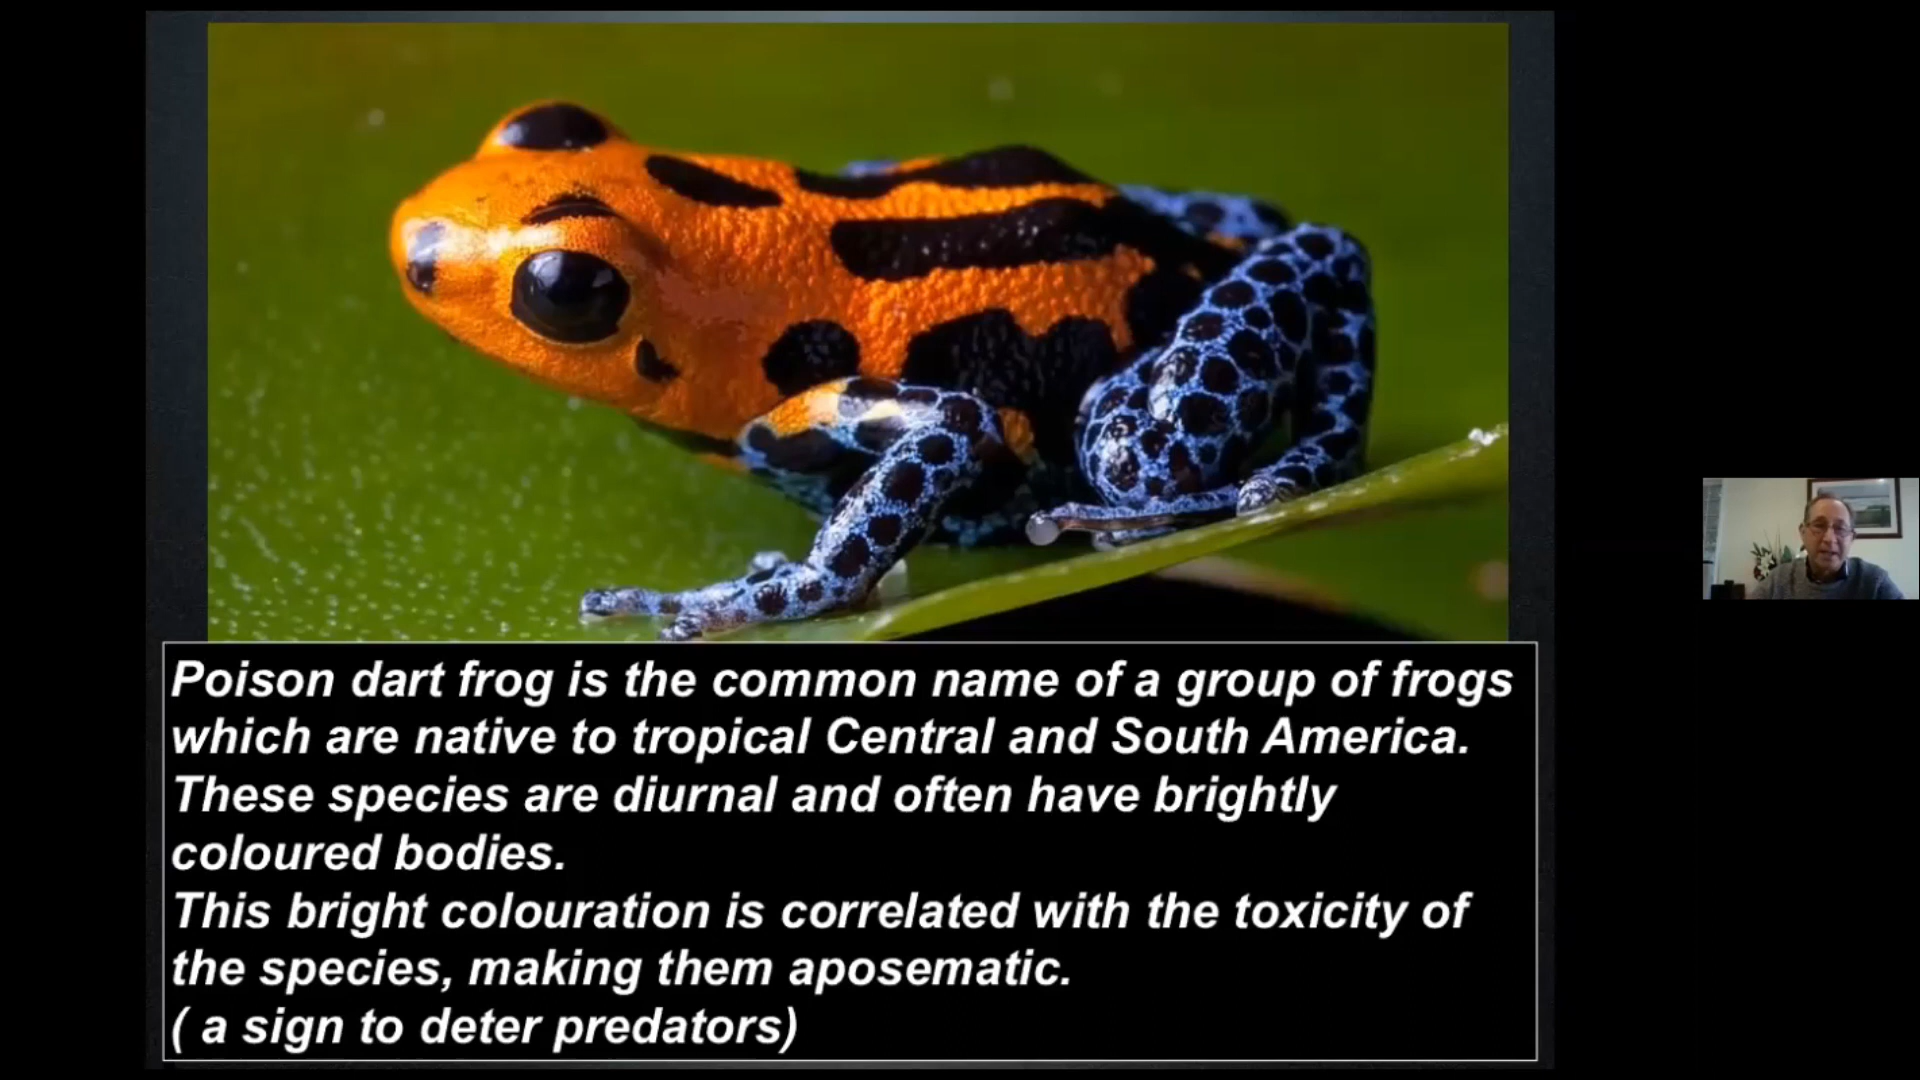 Poison dart frog is the common name of a group of frogs
which are native to tropical Central and South America.
These species are diurnal and often have brightly
coloured bodies.
This bright colouration is correlated with the toxicity of
the species, making them aposematic.
( a sign to deter predators)